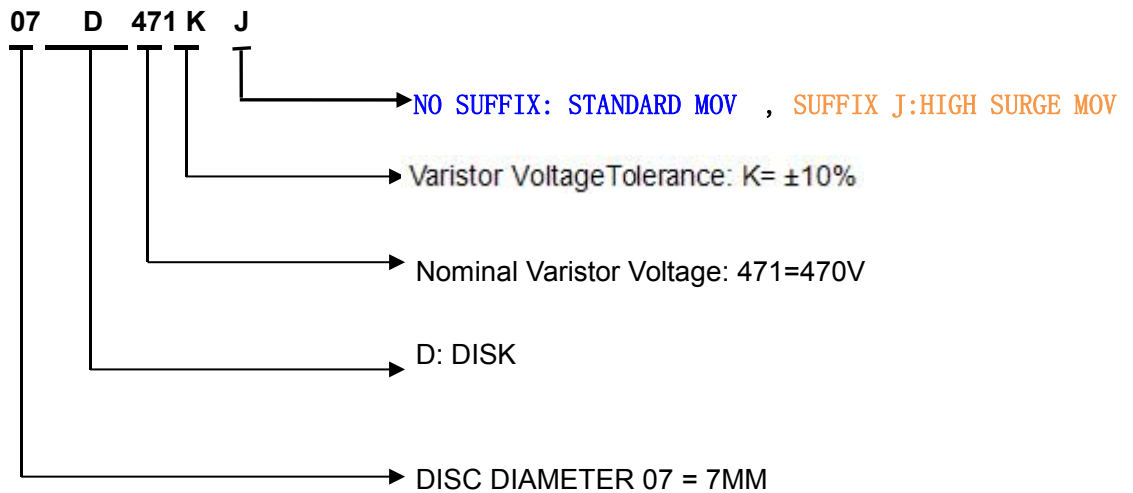 07 D 471 K J
NO SUFFIX: STANDARD MOV , SUFFIX J:HIGH SURGE MOV
Varistor VoltageTolerance: K= ±10%
Nominal Varistor Voltage: 471=470V
D: DISK
DISC DIAMETER 07 = 7MM